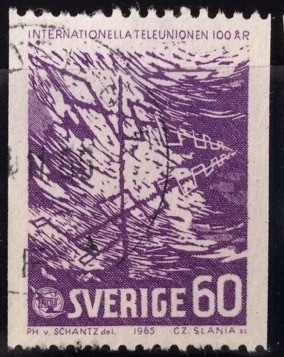 INTERNATIONELLA TELEUNIONEN 100 ÅR
SVERIGE 60
PH v. SCHANTZ del. 1965 CZ. SLANIA sc